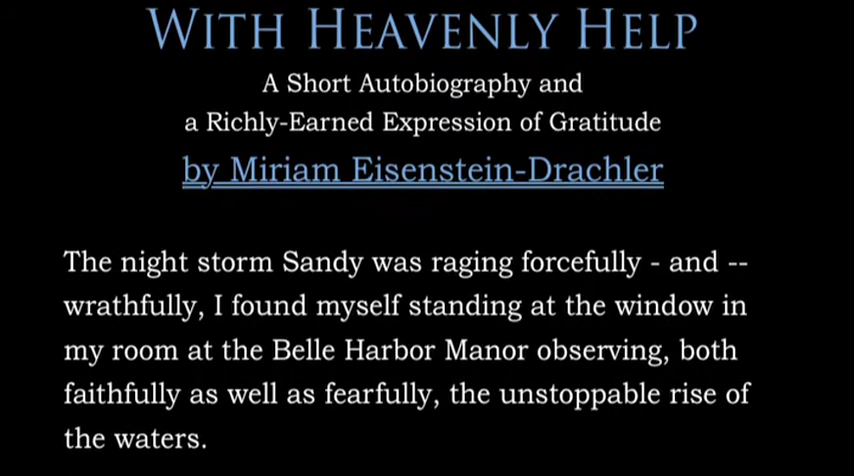 WITH HEAVENLY HELP
A Short Autobiography and
a Richly-Earned Expression of Gratitude
by Miriam Eisenstein-Drachler
The night storm Sandy was raging forcefully - and --
wrathfully, I found myself standing at the window in
my room at the Belle Harbor Manor observing, both
faithfully as well as fearfully, the unstoppable rise of
the waters.